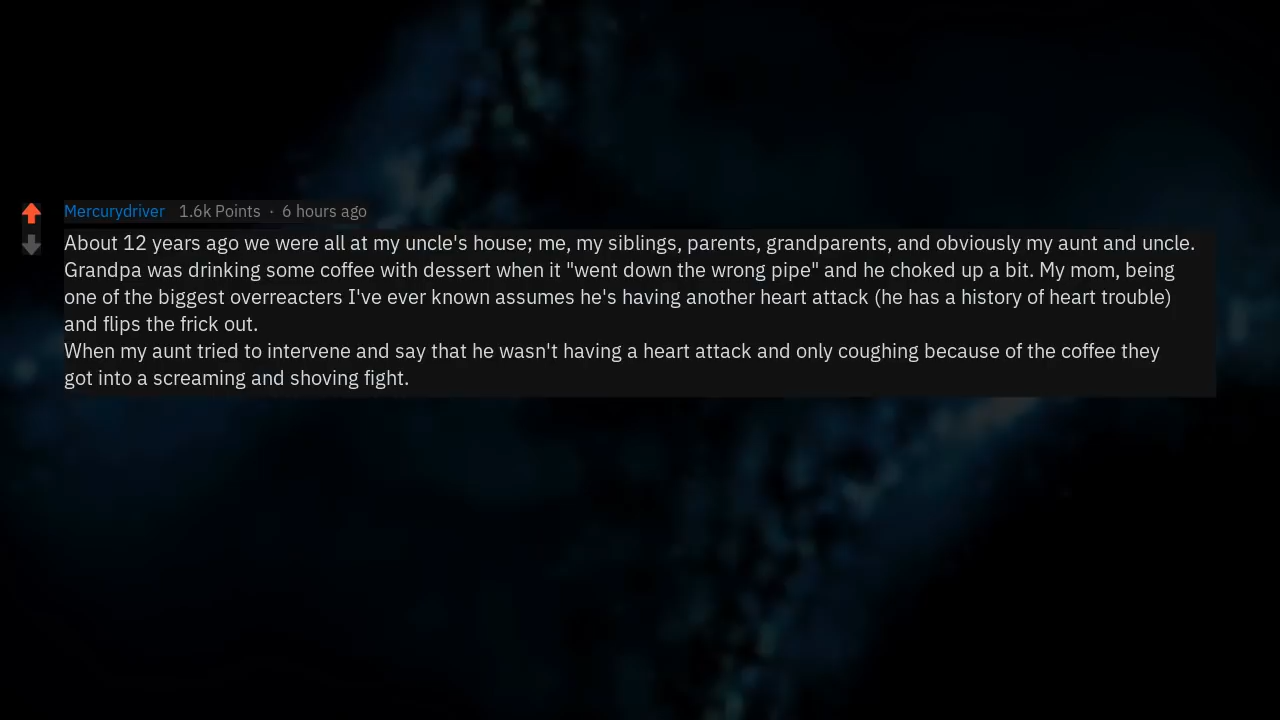 Mercurydriver 1.6k Points · 6 hours ago
About 12 years ago we were all at my uncle's house; me, my siblings, parents, grandparents, and obviously my aunt and uncle.
Grandpa was drinking some coffee with dessert when it "went down the wrong pipe" and he choked up a bit. My mom, being
one of the biggest overreacters I've ever known assumes he's having another heart attack (he has a history of heart trouble)
and flips the frick out.
When my aunt tried to intervene and say that he wasn't having a heart attack and only coughing because of the coffee they
got into a screaming and shoving fight.